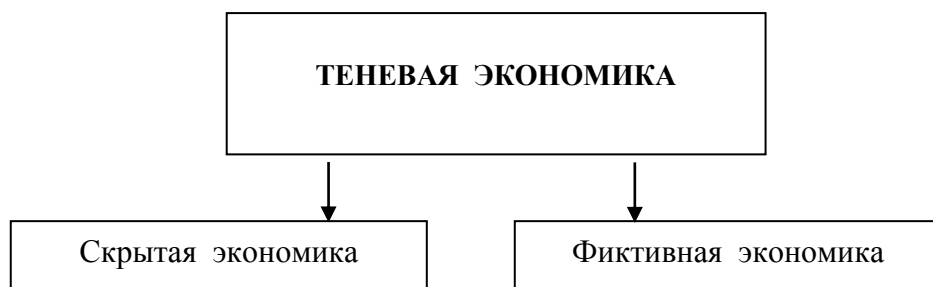 ТЕНЕВАЯ ЭКОНОМИКА
Скрытая экономика
Фиктивная экономика